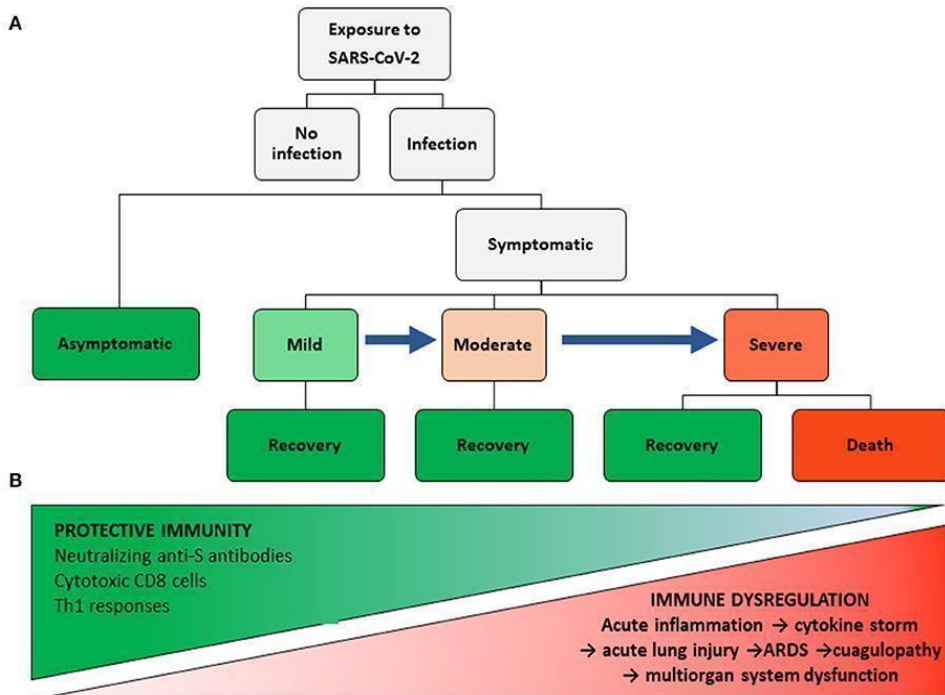 A
Exposure to
SARS-CoV-2
No
infection
Infection
Symptomatic
Asymptomatic
Mild
Moderate
Severe
Recovery
Recovery
Recovery
Death
B
PROTECTIVE IMMUNITY
Neutralizing anti-S antibodies
Cytotoxic CD8 cells
Th1 responses
IMMUNE DYSREGULATION
Acute inflammation → cytokine storm
→ acute lung injury →ARDS →cuagulopathy
→ multiorgan system dysfunction